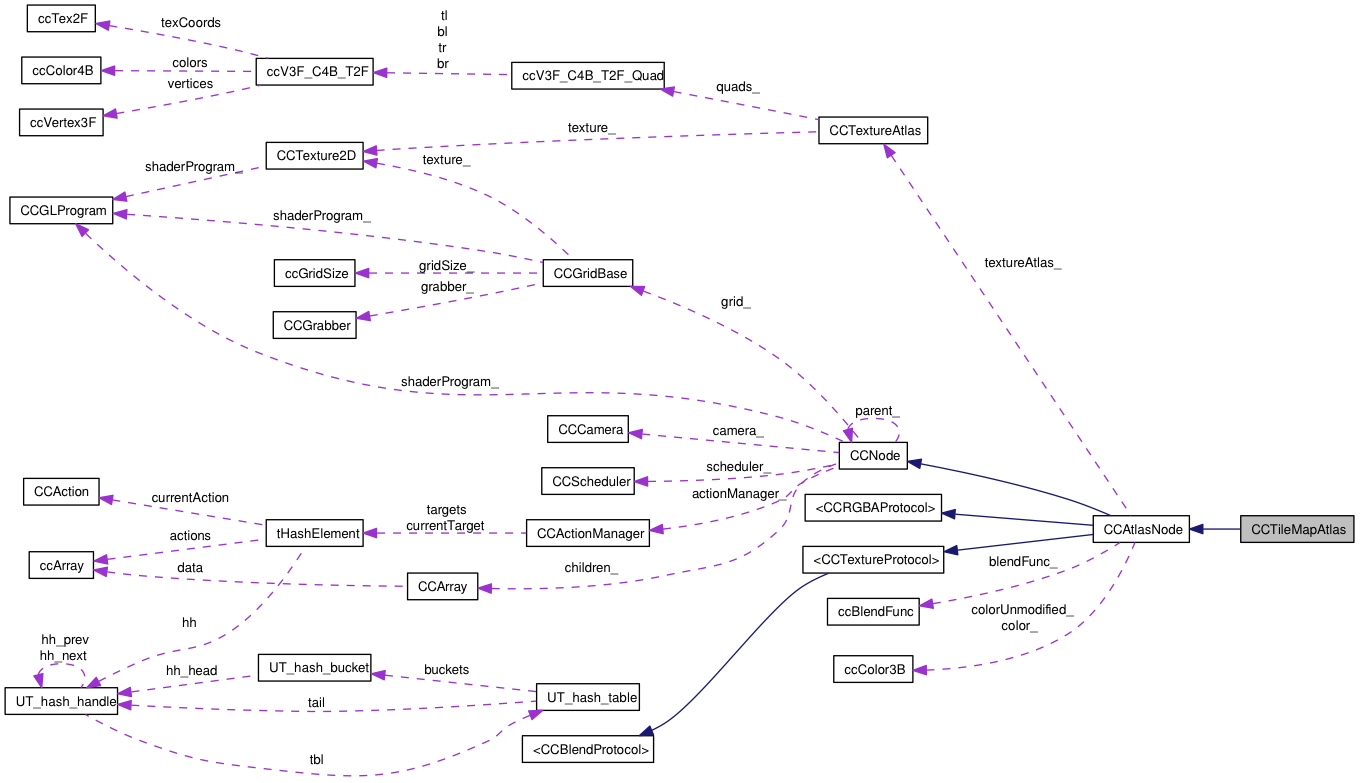 ccTex2F
texCoords
tl
bl
tr
br
ccColor4B
colors
ccV3F_C4B_T2F
ccV3F_C4B_T2F_Quad
vertices
quads_
ccVertex3F
CCTextureAtlas
texture_
CCTexture2D
texture_
shaderProgram_
CCGLProgram
shaderProgram_
textureAtlas_
ccGridSize
gridSize_
CCGridBase
grabber_
grid_
CCGrabber
shaderProgram_
parent_
CCCamera
camera_
CCNode
scheduler_
CCScheduler
CCAction
currentAction
actionManager_
<CCRGBAProtocol>
targets
currentTarget
tHashElement
CCActionManager
CCAtlasNode
CCTileMapAtlas
actions
ccArray
data
children_
<CCTextureProtocol>
blendFunc_
CCArray
ccBlendFunc
colorUnmodified_
color_
hh
hh_prev
hh_next
hh_head
UT_hash_bucket
buckets
ccColor3B
UT_hash_handle
tail
UT_hash_table
<CCBlendProtocol>
tbl